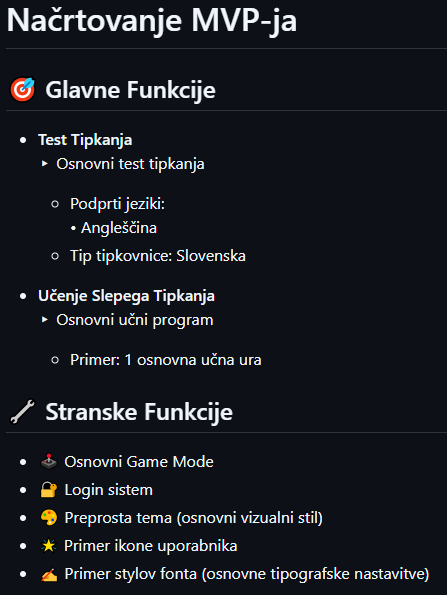 Načrtovanje MVP-ja
🎯 Glavne Funkcije
• Test Tipkanja
‣ Osnovni test tipkanja
◦ Podprti jeziki:
• Angleščina
◦ Tip tipkovnice: Slovenska
• Učenje Slepega Tipkanja
‣ Osnovni učni program
◦ Primer: 1 osnovna učna ura
🔧 Stranske Funkcije
• 🕹️ Osnovni Game Mode
• 🔐 Login sistem
• 🎨 Preprosta tema (osnovni vizualni stil)
• 🌟 Primer ikone uporabnika
• ✍️ Primer stylov fonta (osnovne tipografske nastavitve)